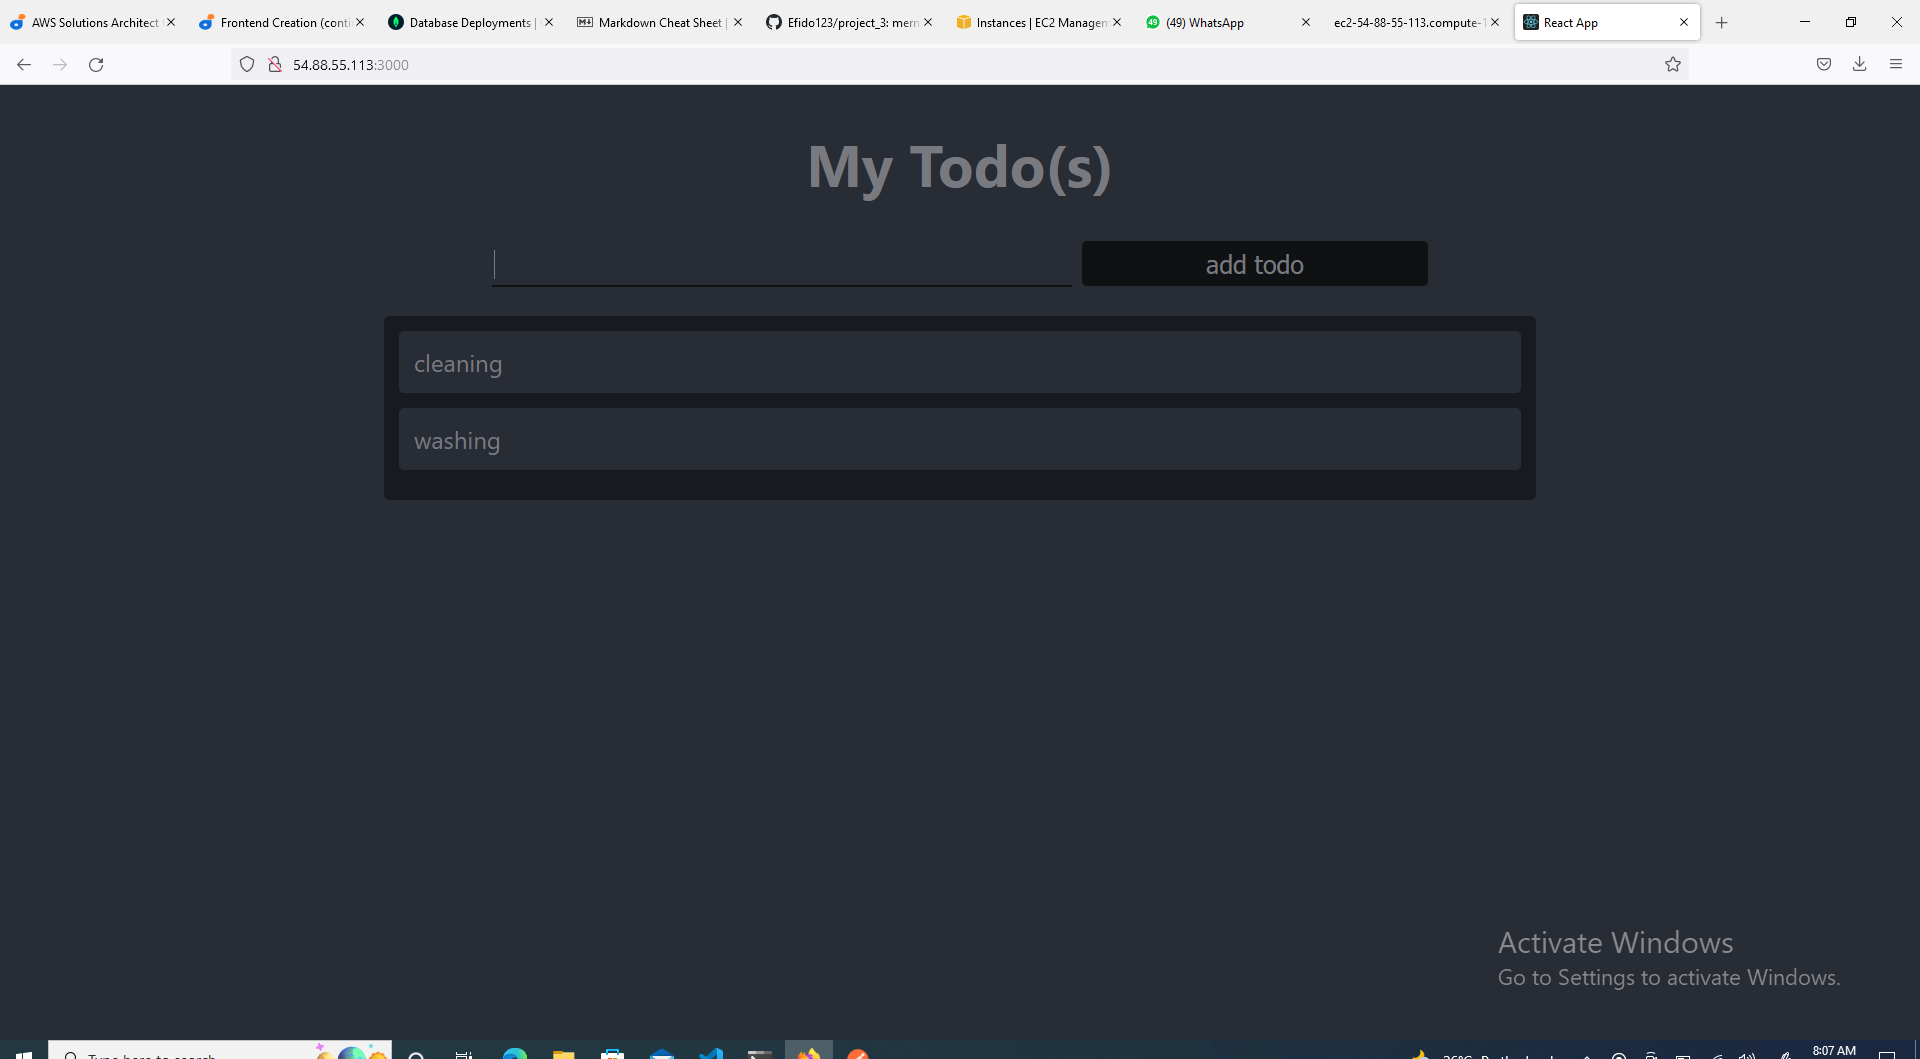 AWS Solutions Architect
Frontend Creation (conti
Database Deployments |
Markdown Cheat Sheet |
Efido123/project_3: mern
Instances | EC2 Managem
49
(49) WhatsApp
ec2-54-88-55-113.compute-1
React App
54.88.55.113:3000
My Todo(s)
add todo
cleaning
washing
Activate Windows
Go to Settings to activate Windows.
Type here to search
8:07 AM